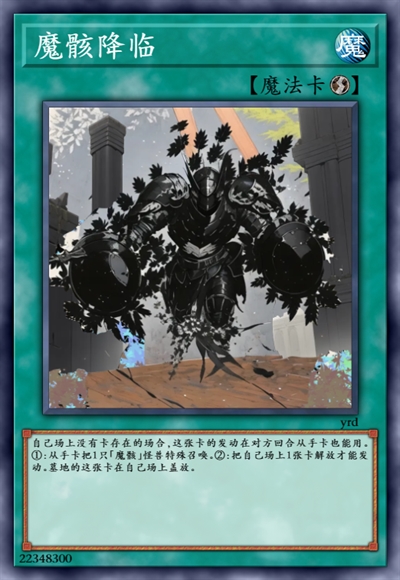 魔骸降临
魔
【魔法卡】
yrd
自己场上没有卡存在的场合,这张卡的发动在对方回合从手卡也能用。
①:从手卡把1只「魔骸」怪兽特殊召唤。②:把自己场上1张卡解放才能发
动。墓地的这张卡在自己场上盖放。
22348300